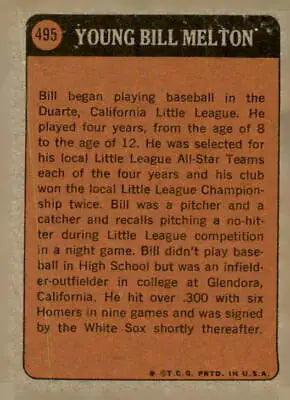 495 YOUNG BILL MELTON
Bill began playing baseball in the
Duarte, California Little League. He
played four years, from the age of 8
to the age of 12. He was selected for
his local Little League All-Star Teams
each of the four years and his club
won the local Little League Champion-
ship twice. Bill was a pitcher and a
catcher and recalls pitching a no-hit-
ter during Little League competition
in a night game. Bill didn't play base-
ball in High School but was an infield-
er-outfielder in college at Glendora,
California. He hit over .300 with six
Homers in nine games and was signed
by the White Sox shortly thereafter.
* ©T.C.G. PRTD. IN U.S.A.